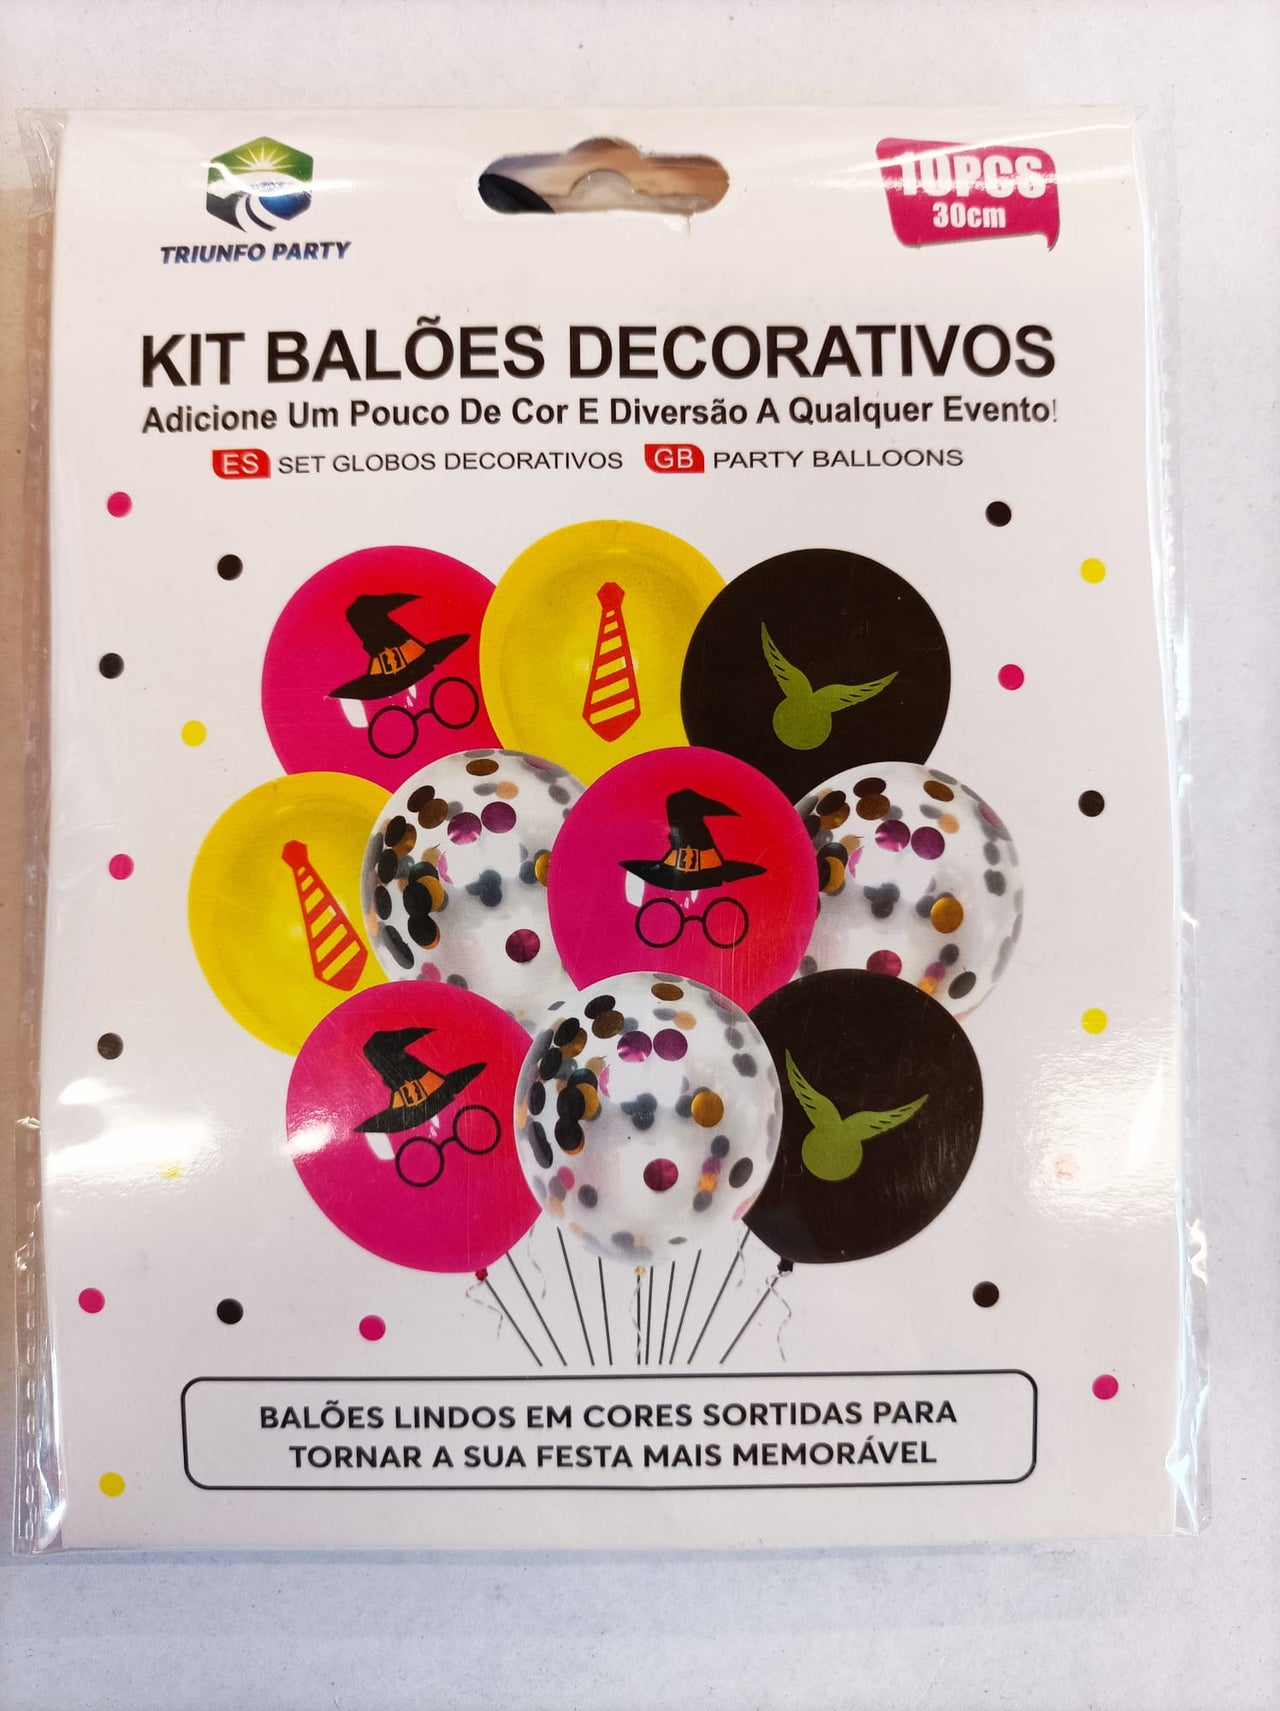 TRIUNFO PARTY
10PCS
30cm
KIT BALÕES DECORATIVOS
Adicione Um Pouco De Cor E Diversão A Qualquer Evento!
ES SET GLOBOS DECORATIVOS GB PARTY BALLOONS
BALÕES LINDOS EM CORES SORTIDAS PARA
TORNAR A SUA FESTA MAIS MEMORÁVEL